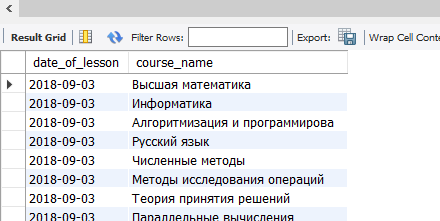 Result Grid Filter Rows: Export: Wrap Cell Conte
date_of_lesson course_name
2018-09-03 Высшая математика
2018-09-03 Информатика
2018-09-03 Алгоритмизация и программирова
2018-09-03 Русский язык
2018-09-03 Численные методы
2018-09-03 Методы исследования операций
2018-09-03 Теория принятия решений
2018-09-03 Параллельные вычисления